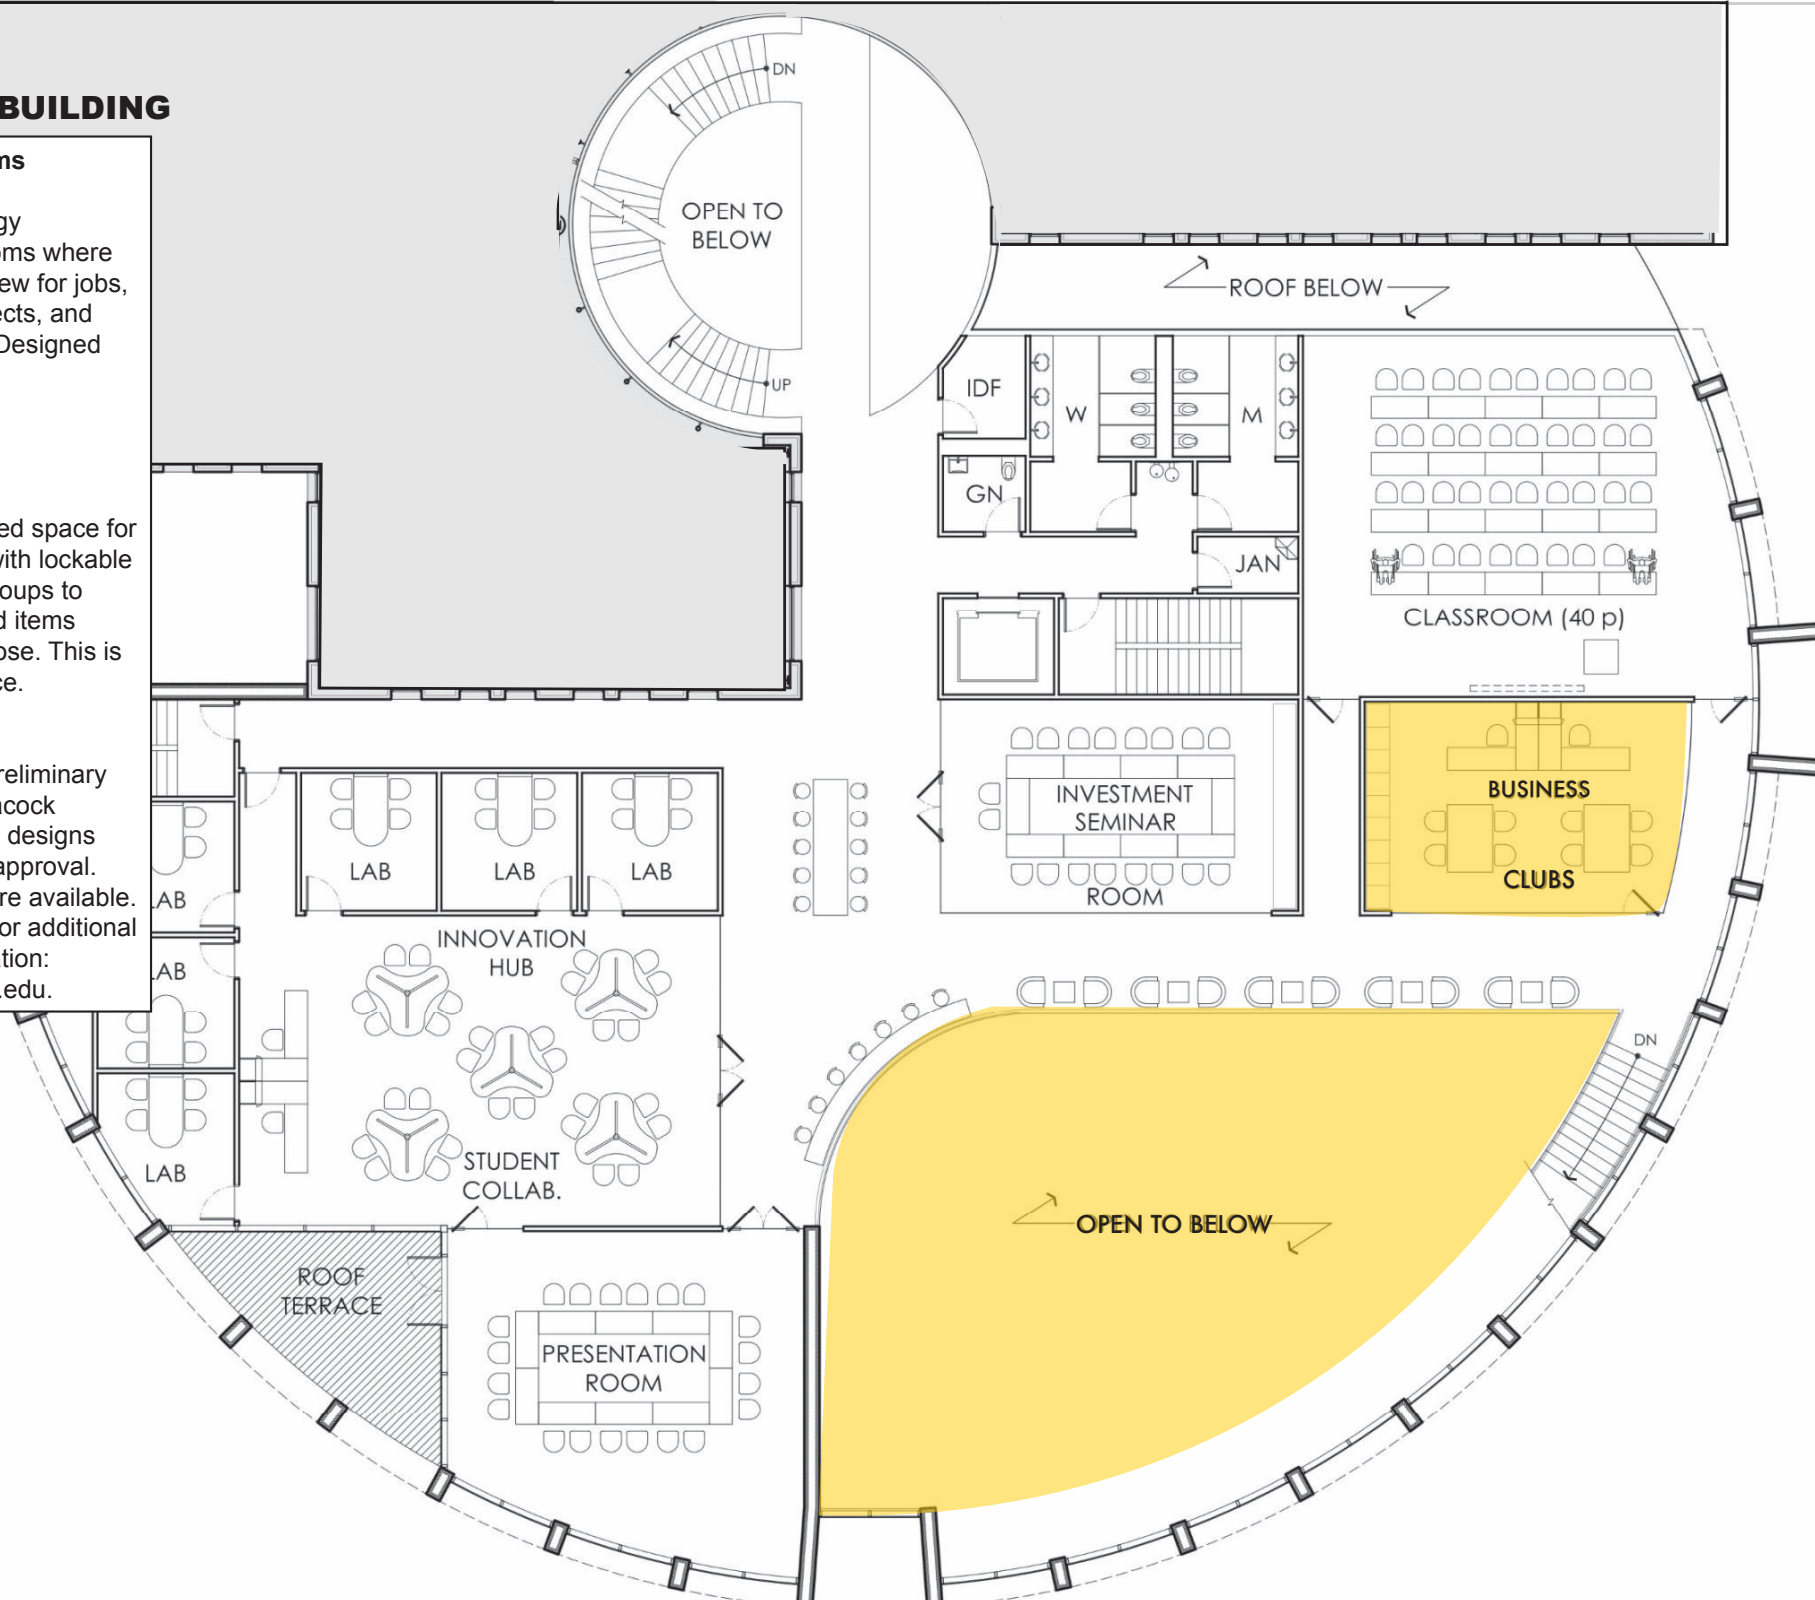 BUILDING
ms
gy
oms where
ew for jobs,
ects, and
Designed
ed space for
with lockable
oups to
d items
ose. This is
ce.
reliminary
acock
designs
approval.
re available.
or additional
ation:
.edu.
DN
OPEN TO
BELOW
UP
ROOF BELOW
IDF
W
M
GN
JAN
CLASSROOM (40 p)
INVESTMENT
SEMINAR
ROOM
BUSINESS
CLUBS
LAB
LAB
LAB
LAB
LAB
LAB
INNOVATION
HUB
STUDENT
COLLAB.
DN
OPEN TO BELOW
ROOF
TERRACE
PRESENTATION
ROOM